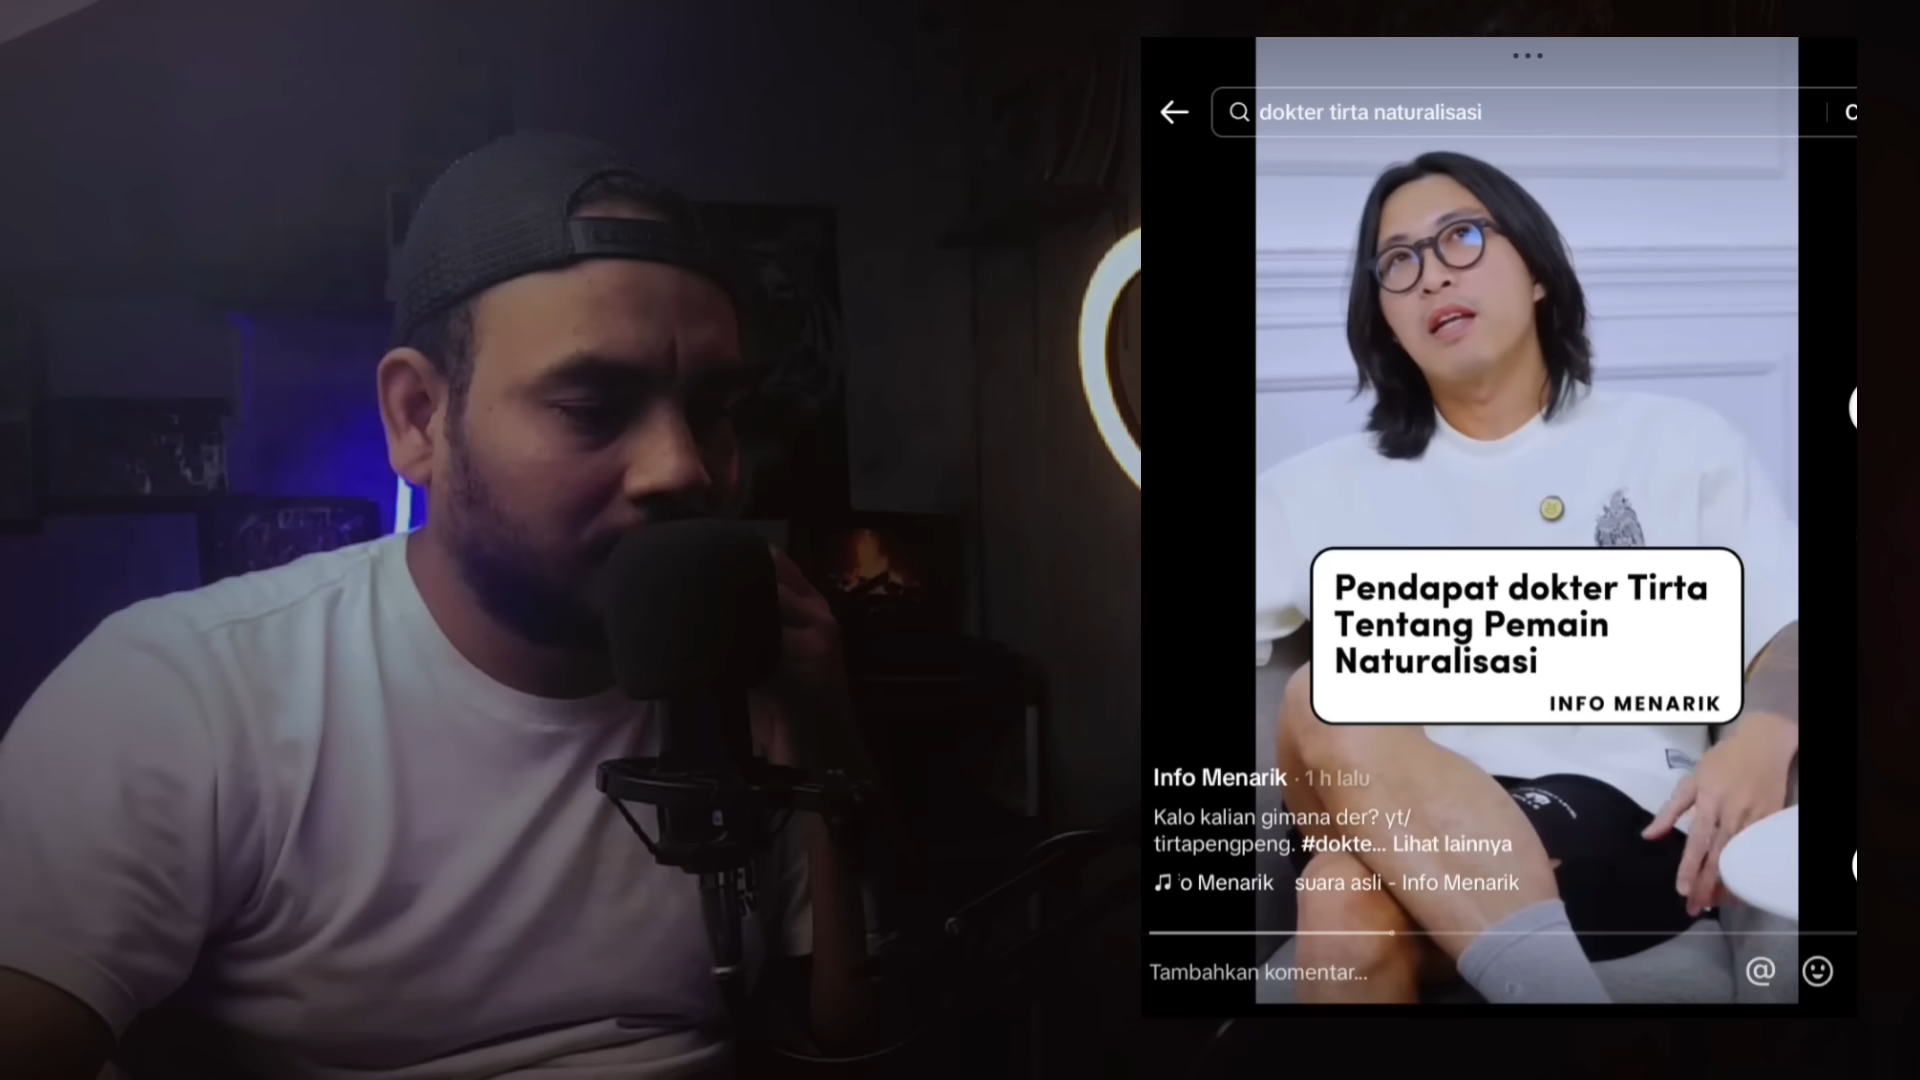 dokter tirta naturalisasi
Pendapat dokter Tirta
Tentang Pemain
Naturalisasi
INFO MENARIK
Info Menarik · 1 h lalu
Kalo kalian gimana der? yt/
tirtapengpeng. #dokte... Lihat lainnya
o Menarik suara asli - Info Menarik
Tambahkan komentar...